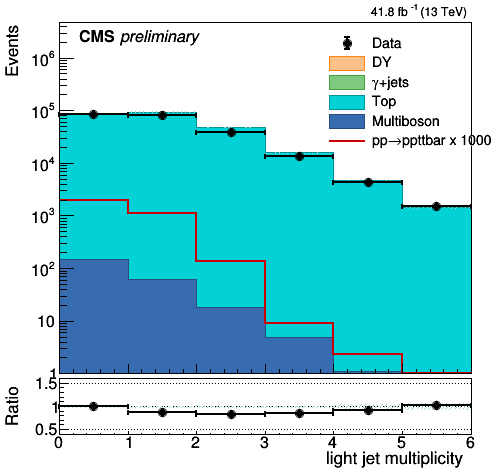 41.8 fb⁻¹ (13 TeV)
CMS preliminary
Events
Data
DY
γ+jets
Top
Multiboson
pp→ppttbar x 1000
10⁶
10⁵
10⁴
10³
10²
10
1
Ratio
1.5
1
0.5
0 1 2 3 4 5 6
light jet multiplicity